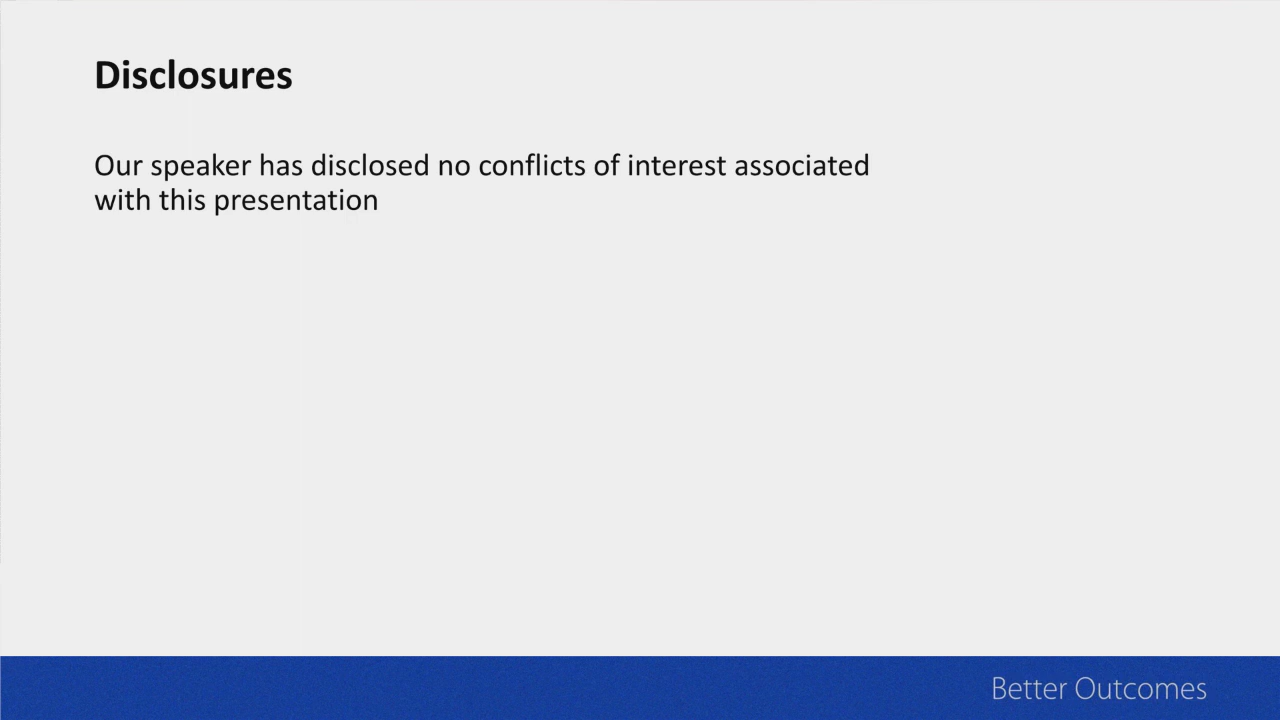 Disclosures
Our speaker has disclosed no conflicts of interest associated
with this presentation
Better Outcomes